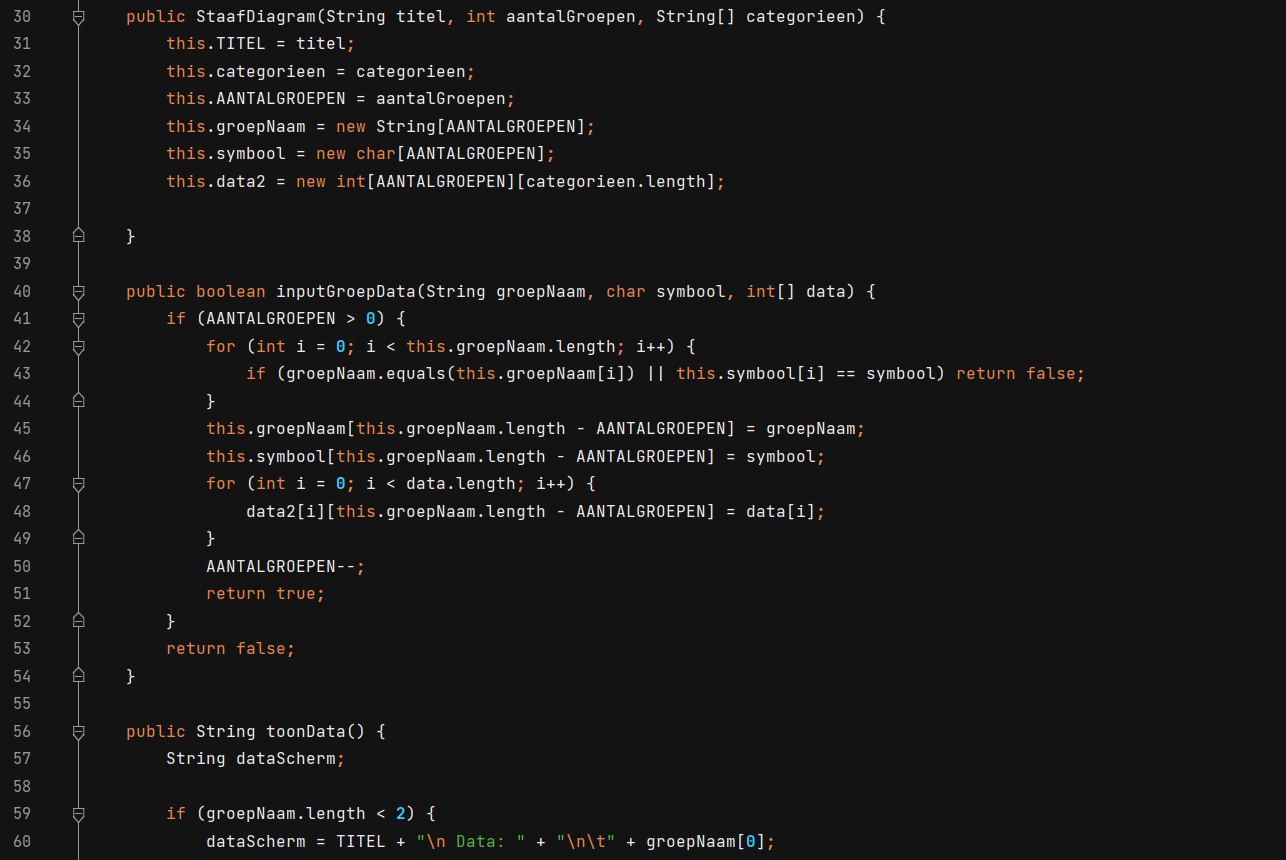 30 public StaafDiagram(String titel, int aantalGroepen, String[] categorieen) {
31 this.TITEL = titel;
32 this.categorieen = categorieen;
33 this.AANTALGROEPEN = aantalGroepen;
34 this.groepNaam = new String[AANTALGROEPEN];
35 this.symbool = new char[AANTALGROEPEN];
36 this.data2 = new int[AANTALGROEPEN][categorieen.length];
37
38 }
39
40 public boolean inputGroepData(String groepNaam, char symbool, int[] data) {
41 if (AANTALGROEPEN > 0) {
42 for (int i = 0; i < this.groepNaam.length; i++) {
43 if (groepNaam.equals(this.groepNaam[i]) || this.symbool[i] == symbool) return false;
44 }
45 this.groepNaam[this.groepNaam.length - AANTALGROEPEN] = groepNaam;
46 this.symbool[this.groepNaam.length - AANTALGROEPEN] = symbool;
47 for (int i = 0; i < data.length; i++) {
48 data2[i][this.groepNaam.length - AANTALGROEPEN] = data[i];
49 }
50 AANTALGROEPEN--;
51 return true;
52 }
53 return false;
54 }
55
56 public String toonData() {
57 String dataScherm;
58
59 if (groepNaam.length < 2) {
60 dataScherm = TITEL + "\n Data: " + "\n\t" + groepNaam[0];